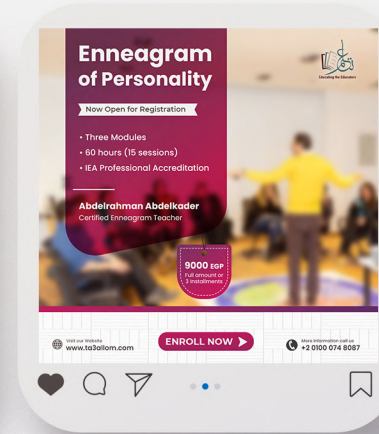 Enneagram
of Personality
Educating the Educators
Now Open for Registration
• Three Modules
• 60 hours (15 sessions)
• IEA Professional Accreditation
Abdelrahman Abdelkader
Certified Enneagram Teacher
9000 EGP
Full amount or
3 Installments
Visit our Website
www.ta3allom.com
ENROLL NOW
More Information call us
+2 0100 074 8087